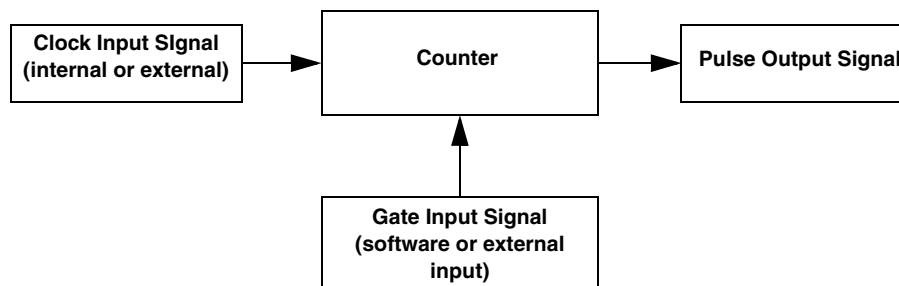 Clock Input SIgnal
(internal or external)
Counter
Pulse Output Signal
Gate Input Signal
(software or external
input)